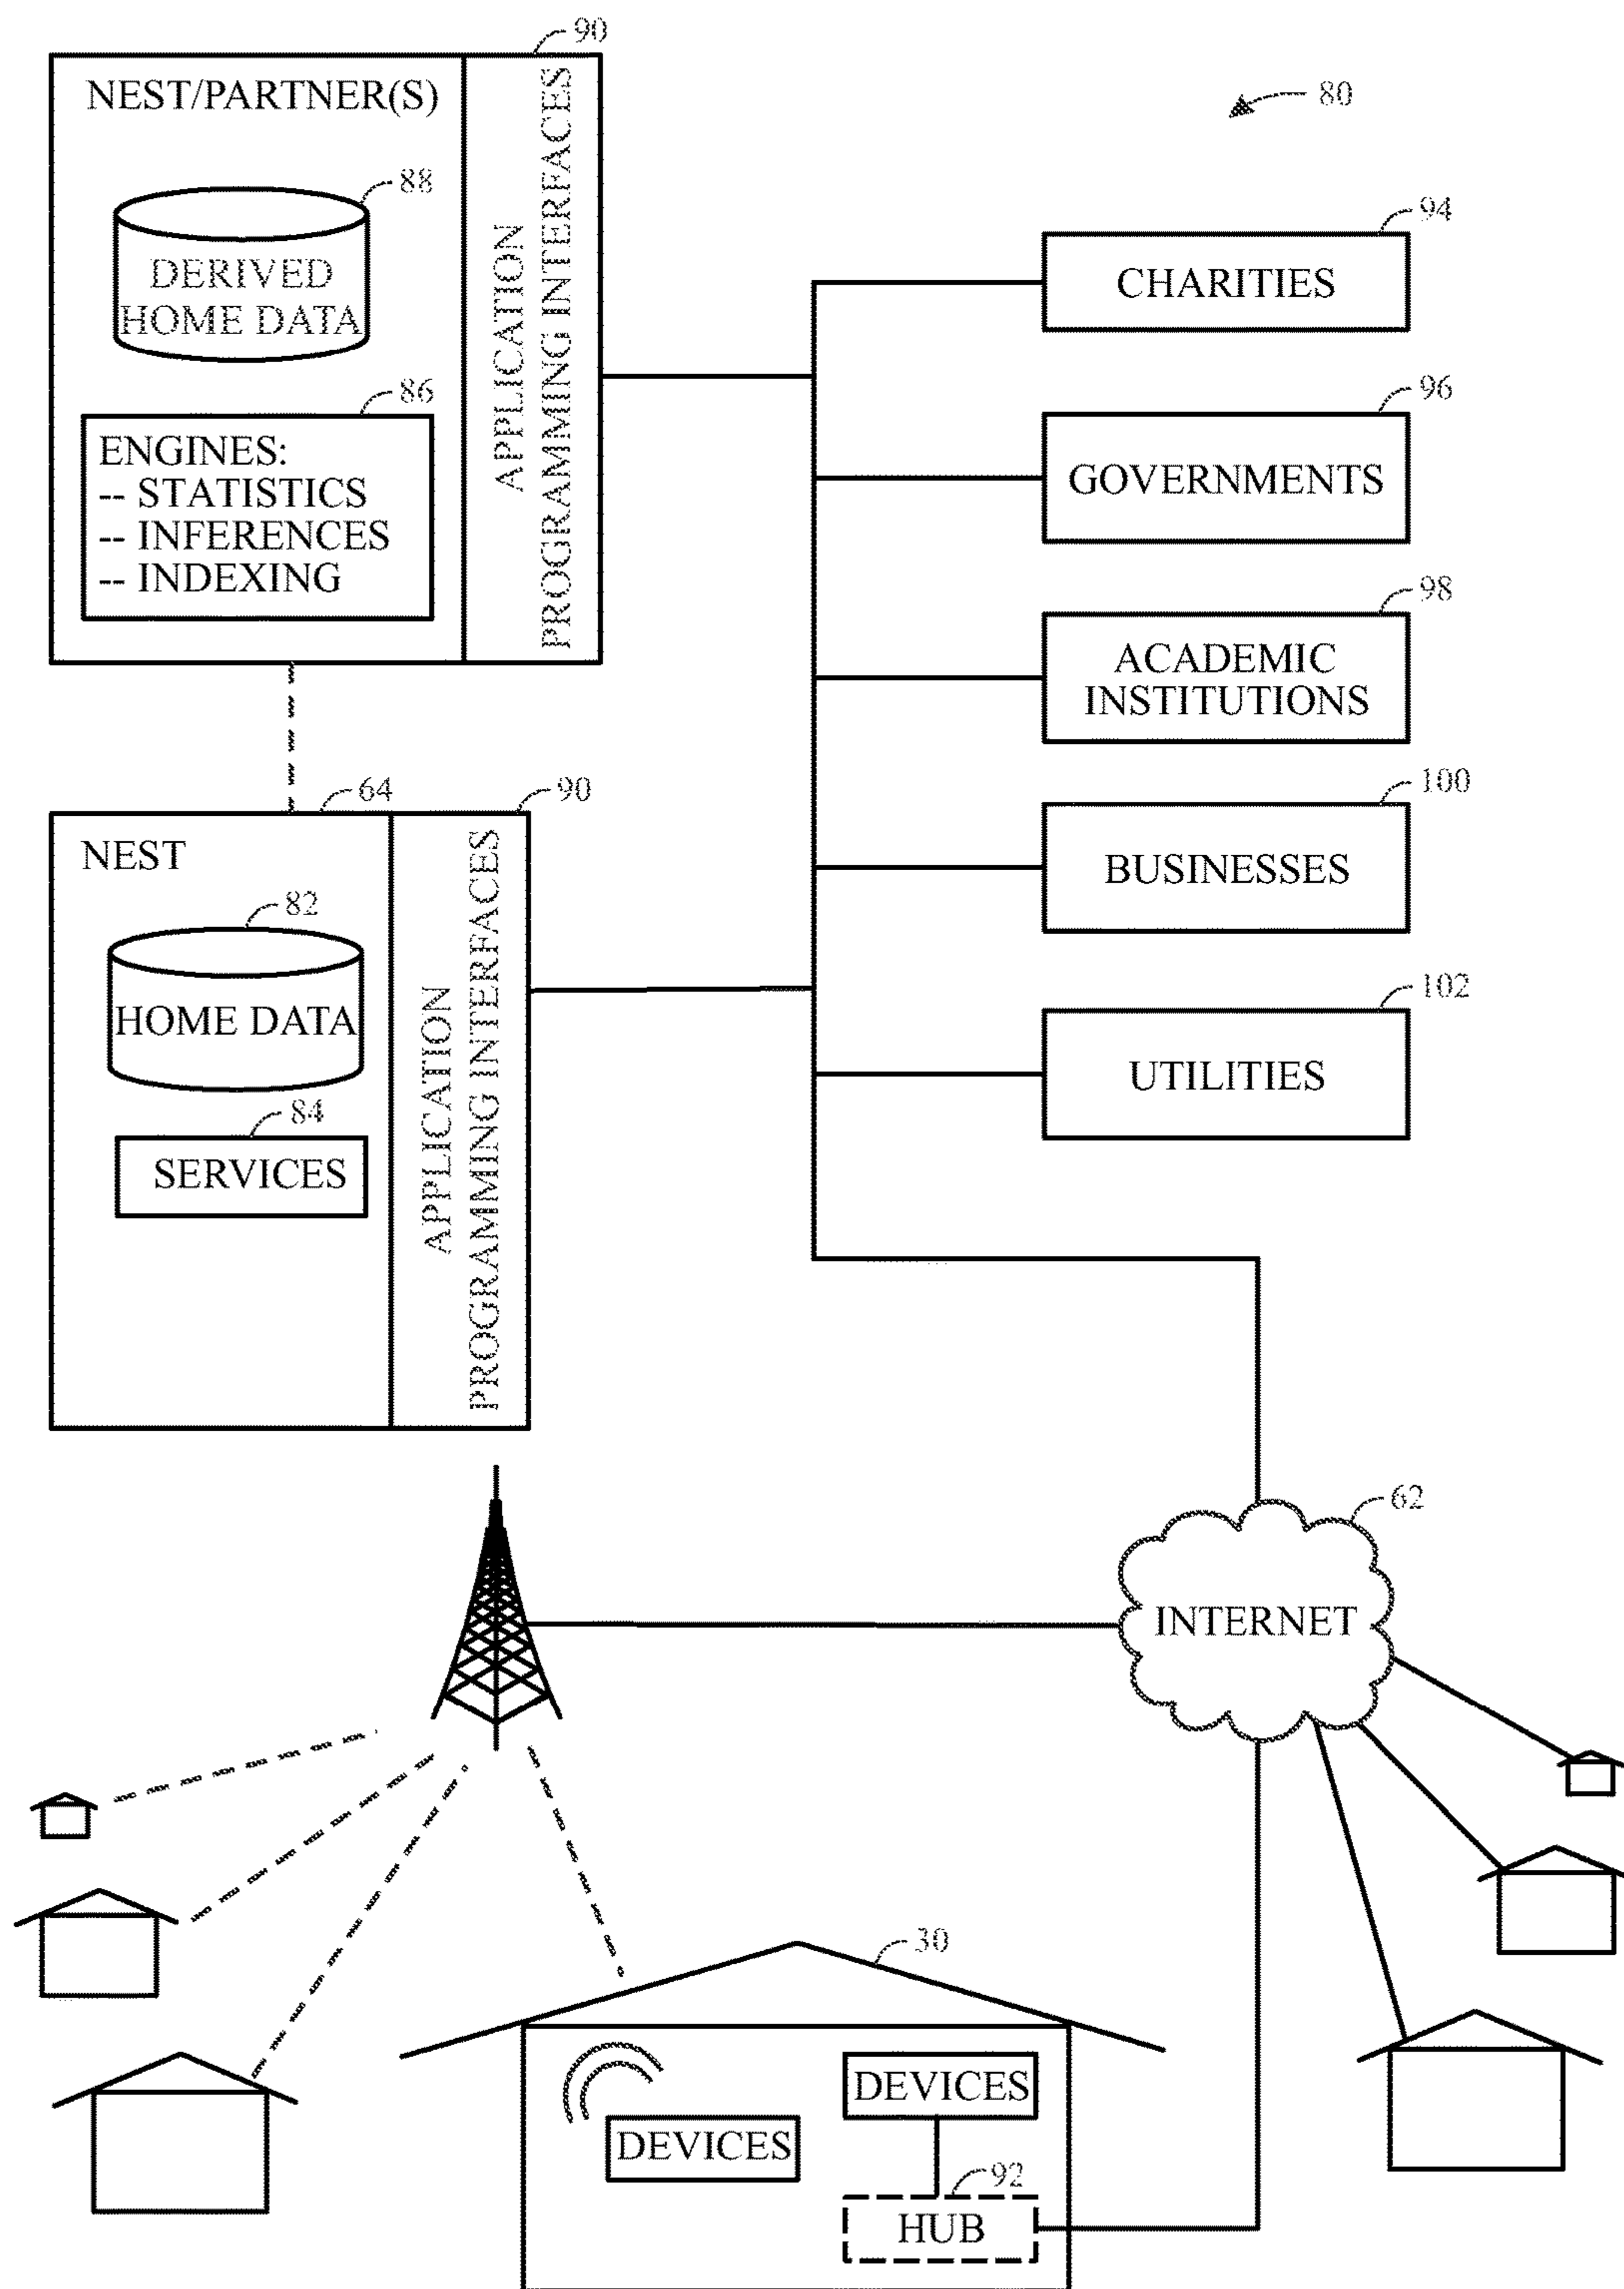 90
NEST/PARTNER(S)
80
88
DERIVED
HOME DATA
86
ENGINES:
-- STATISTICS
-- INFERENCES
-- INDEXING
APPLICATION
PROGRAMMING INTERFACES
94
CHARITIES
96
GOVERNMENTS
98
ACADEMIC
INSTITUTIONS
100
BUSINESSES
102
UTILITIES
64
90
NEST
82
HOME DATA
84
SERVICES
APPLICATION
PROGRAMMING INTERFACES
62
INTERNET
30
DEVICES
DEVICES
92
HUB